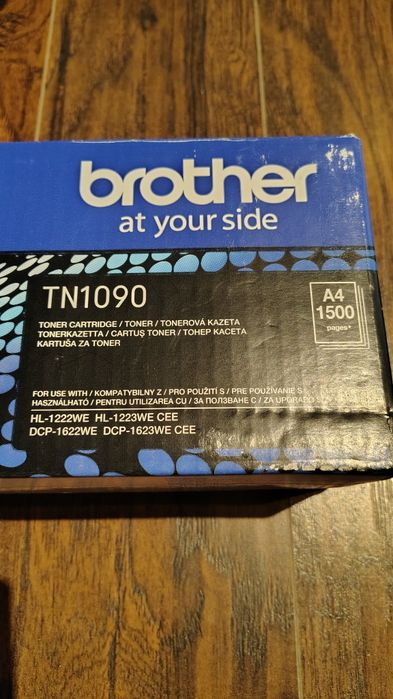 brother
at your side
TN1090
A4
1500
pages*
TONER CARTRIDGE / TONER / TONEROVÁ KAZETA
TONERKAZETTA / CARTUȘ TONER / ТОНЕР КАСЕТА
KARTUŠA ZA TONER
FOR USE WITH / KOMPATYBILNY Z / PRO POUŽITÍ S / PRE POUŽÍVANIE S
HASZNÁLHATÓ / PENTRU UTILIZAREA CU / ЗА ПОЛЗВАНЕ С / ZA UPORABO
HL-1222WE HL-1223WE CEE
DCP-1622WE DCP-1623WE CEE